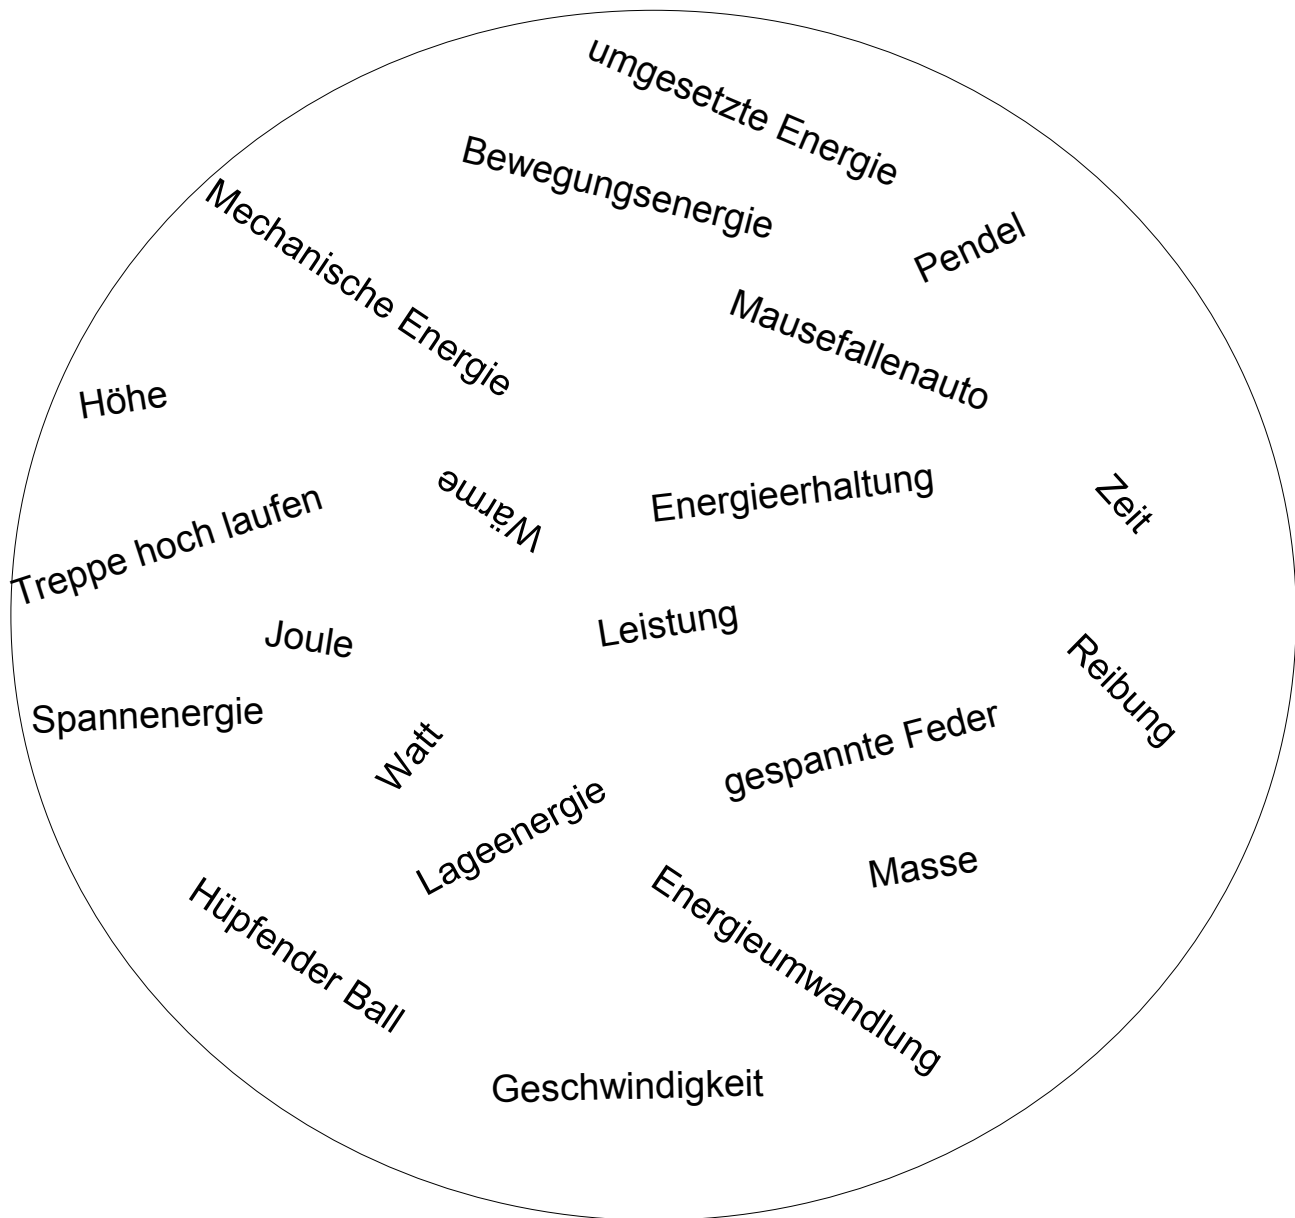 umgesetzte Energie
Bewegungsenergie
Mechanische Energie
Pendel
Mausefallenauto
Höhe
Treppe hoch laufen
Wärme
Energieerhaltung
Zeit
Joule
Leistung
Reibung
Spannenergie
Watt
gespannte Feder
Lageenergie
Masse
Hüpfender Ball
Energieumwandlung
Geschwindigkeit